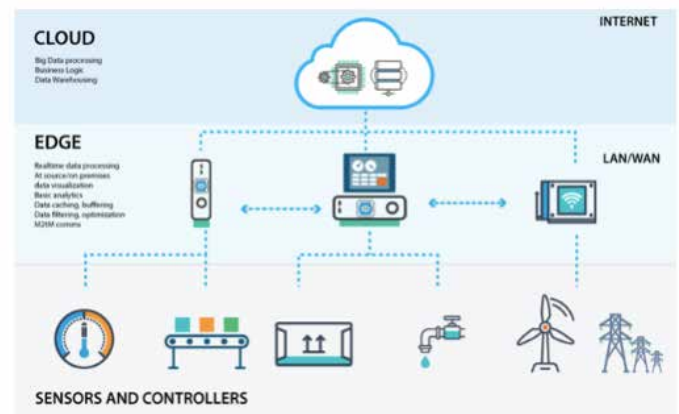 INTERNET
CLOUD
Big Data processing
Business Logic
Data Warehousing
EDGE
Realtime data processing
At source/on premises
data visualization
Basic analytics
Data caching, buffering
Data filtering, optimization
M2M comms
LAN/WAN
SENSORS AND CONTROLLERS